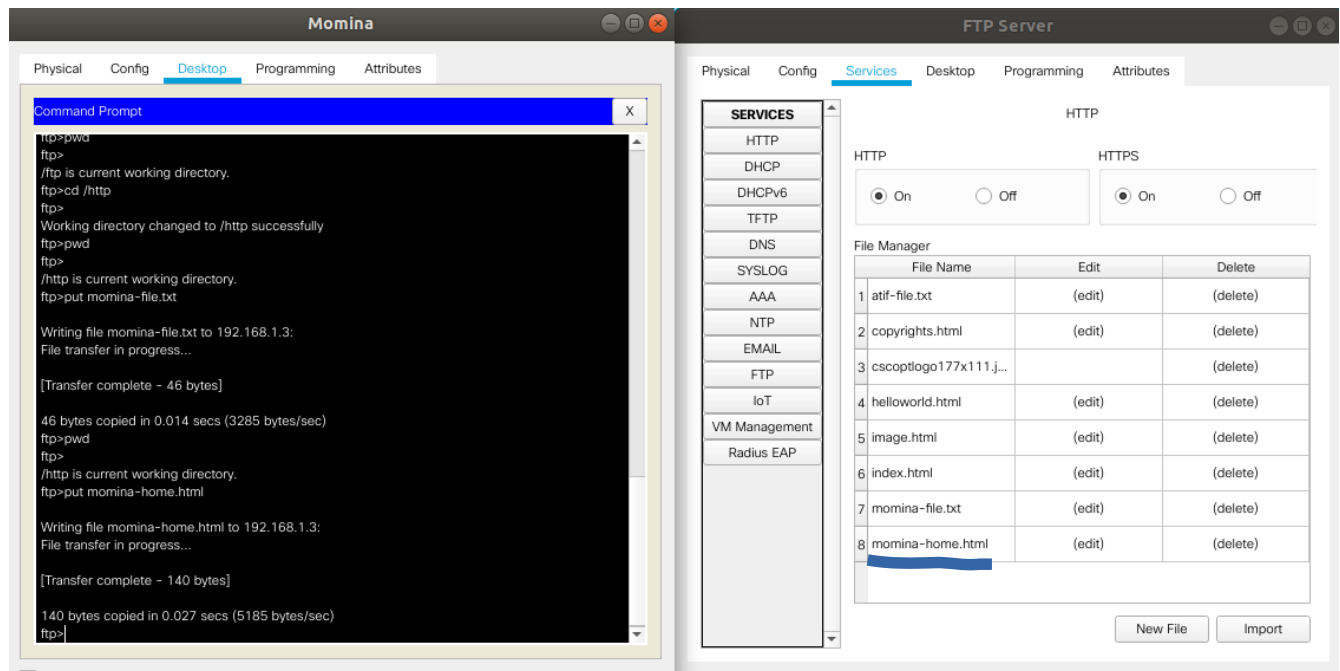 Momina
Physical Config Desktop Programming Attributes
Command Prompt X
ftp>pwd
ftp>
/ftp is current working directory.
ftp>cd /http
ftp>
Working directory changed to /http successfully
ftp>pwd
ftp>
/http is current working directory.
ftp>put momina-file.txt
Writing file momina-file.txt to 192.168.1.3:
File transfer in progress...
[Transfer complete - 46 bytes]
46 bytes copied in 0.014 secs (3285 bytes/sec)
ftp>pwd
ftp>
/http is current working directory.
ftp>put momina-home.html
Writing file momina-home.html to 192.168.1.3:
File transfer in progress...
[Transfer complete - 140 bytes]
140 bytes copied in 0.027 secs (5185 bytes/sec)
ftp>
FTP Server
Physical Config Services Desktop Programming Attributes
SERVICES
HTTP
DHCP
DHCPv6
TFTP
DNS
SYSLOG
AAA
NTP
EMAIL
FTP
IoT
VM Management
Radius EAP
HTTP
HTTP HTTPS
On Off On Off
File Manager
File Name Edit Delete
1 atif-file.txt (edit) (delete)
2 copyrights.html (edit) (delete)
3 cscoptlogo177x111.j... (delete)
4 helloworld.html (edit) (delete)
5 image.html (edit) (delete)
6 index.html (edit) (delete)
7 momina-file.txt (edit) (delete)
8 momina-home.html (edit) (delete)
New File Import